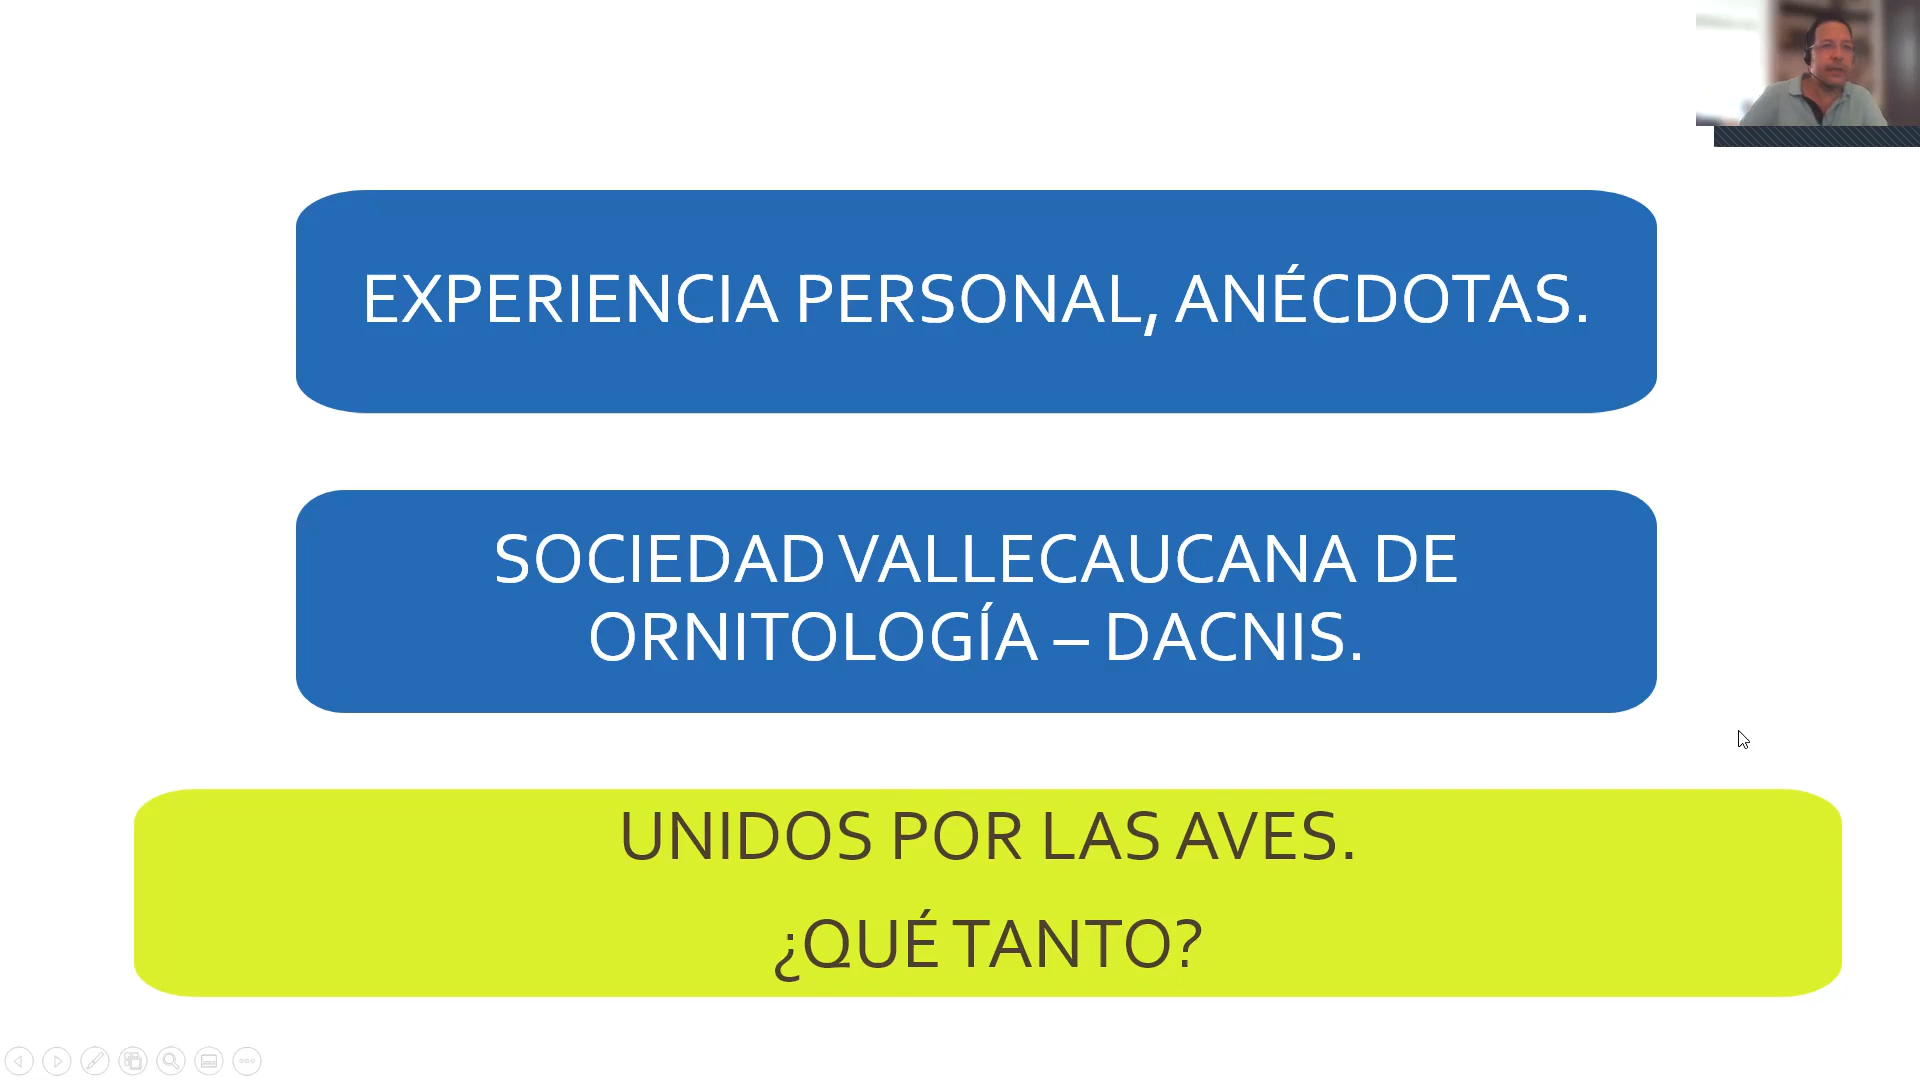 EXPERIENCIA PERSONAL, ANÉCDOTAS.
SOCIEDAD VALLECAUCANA DE
ORNITOLOGÍA – DACNIS.
UNIDOS POR LAS AVES.
¿QUÉ TANTO?